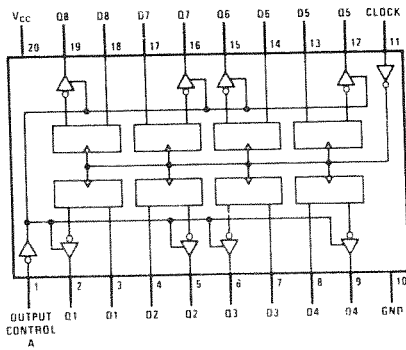 VCC Q8 D8 D7 Q7 Q6 D6 D5 Q5 CLOCK
20 19 18 17 16 15 14 13 12 11
1 2 3 4 5 6 7 8 9 10
OUTPUT CONTROL A Q1 D1 D2 Q2 Q3 D3 D4 Q4 GND